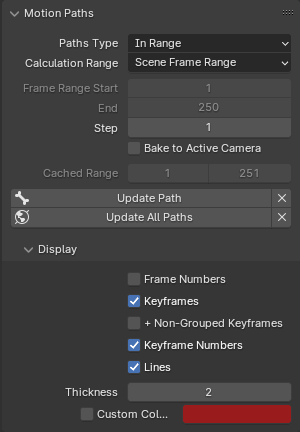 Motion Paths
Paths Type In Range
Calculation Range Scene Frame Range
Frame Range Start 1
End 250
Step 1
Bake to Active Camera
Cached Range 1 251
Update Path
Update All Paths
Display
Frame Numbers
Keyframes
+ Non-Grouped Keyframes
Keyframe Numbers
Lines
Thickness 2
Custom Col...